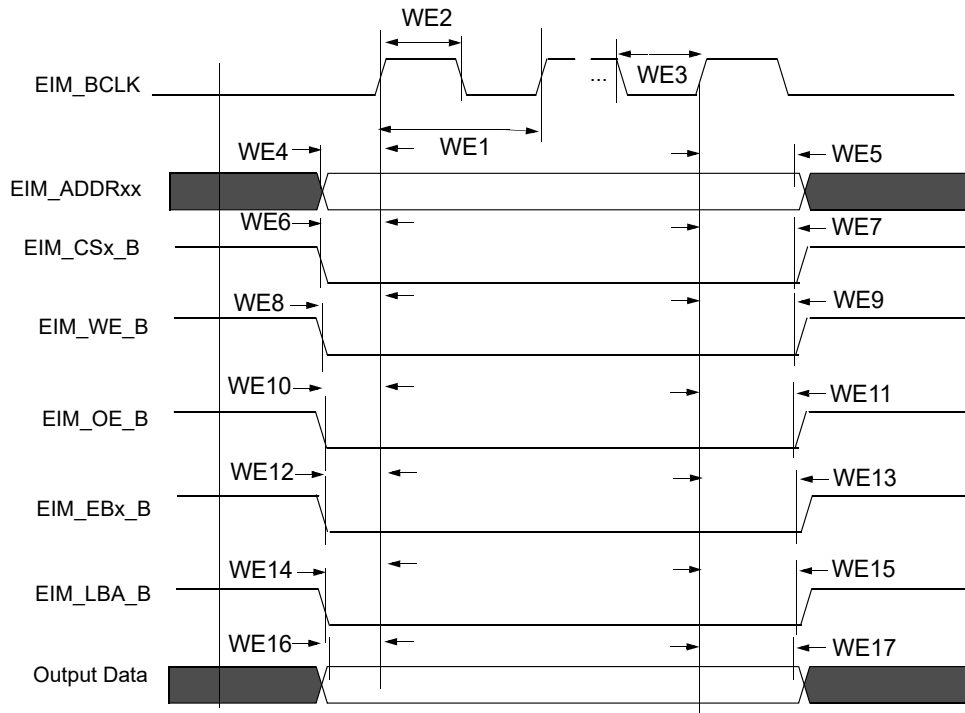 WE2
EIM_BCLK
...
WE3
WE4
WE1
WE5
EIM_ADDRxx
WE6
WE7
EIM_CSx_B
WE8
WE9
EIM_WE_B
WE10
WE11
EIM_OE_B
WE12
WE13
EIM_EBx_B
WE14
WE15
EIM_LBA_B
WE16
WE17
Output Data